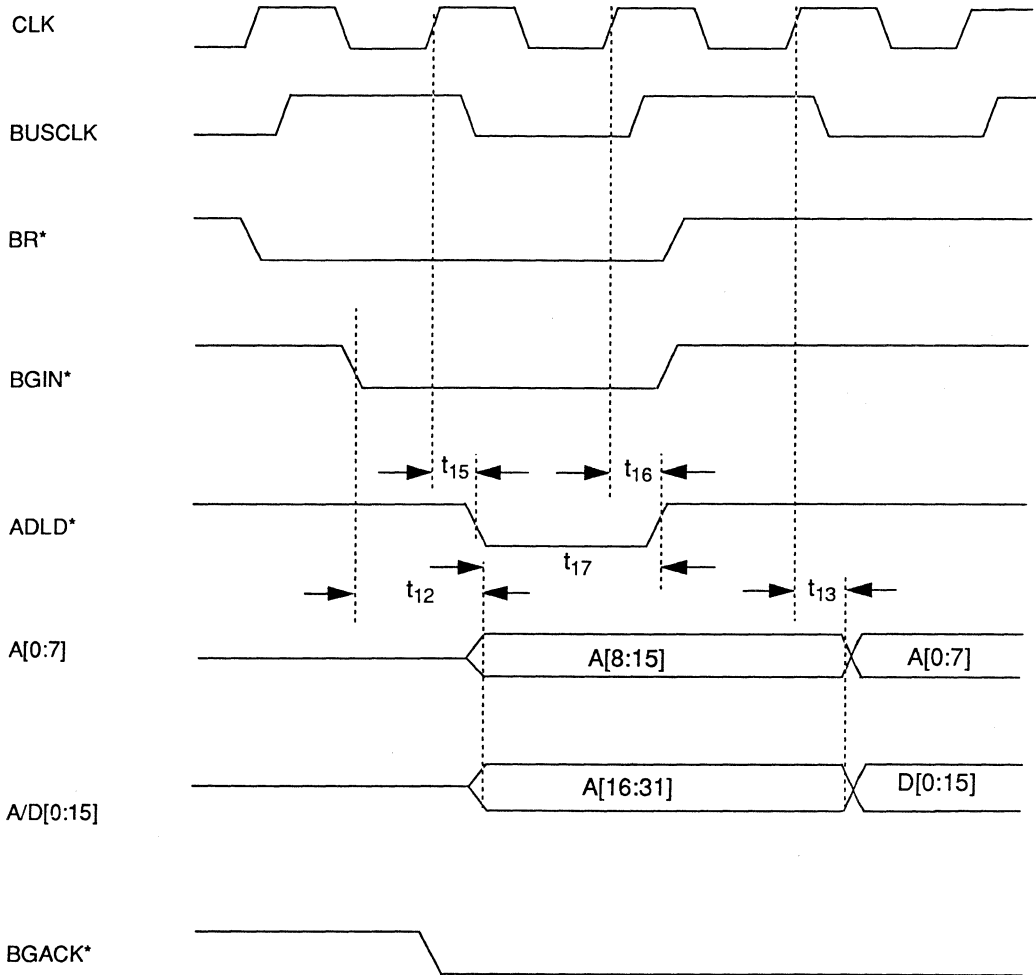 CLK
BUSCLK
BR*
BGIN*
t15 t16
ADLD*
t17
t12 t13
A[0:7] A[8:15] A[0:7]
A/D[0:15] A[16:31] D[0:15]
BGACK*